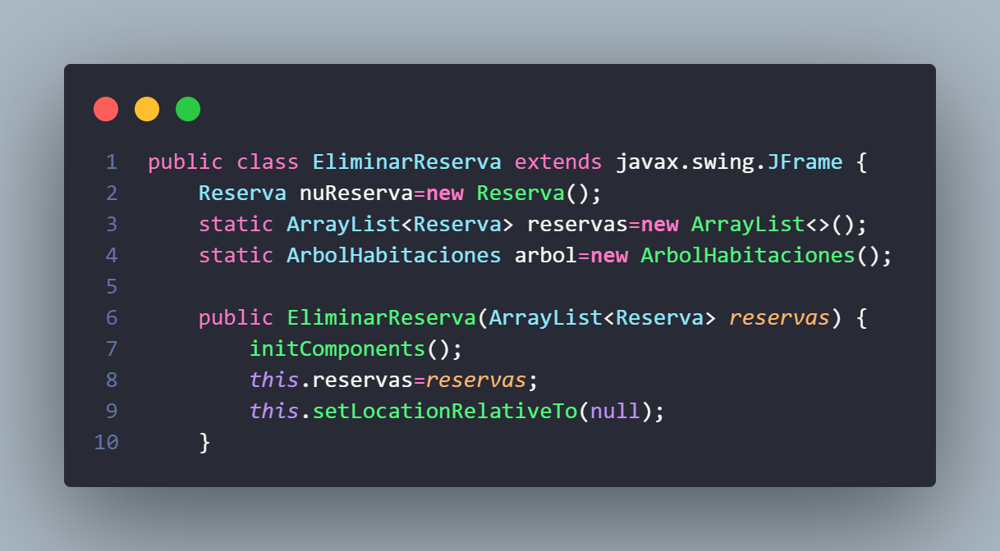 1 public class EliminarReserva extends javax.swing.JFrame {
2     Reserva nuReserva=new Reserva();
3     static ArrayList<Reserva> reservas=new ArrayList<>();
4     static ArbolHabitaciones arbol=new ArbolHabitaciones();
5
6     public EliminarReserva(ArrayList<Reserva> reservas) {
7         initComponents();
8         this.reservas=reservas;
9         this.setLocationRelativeTo(null);
10     }